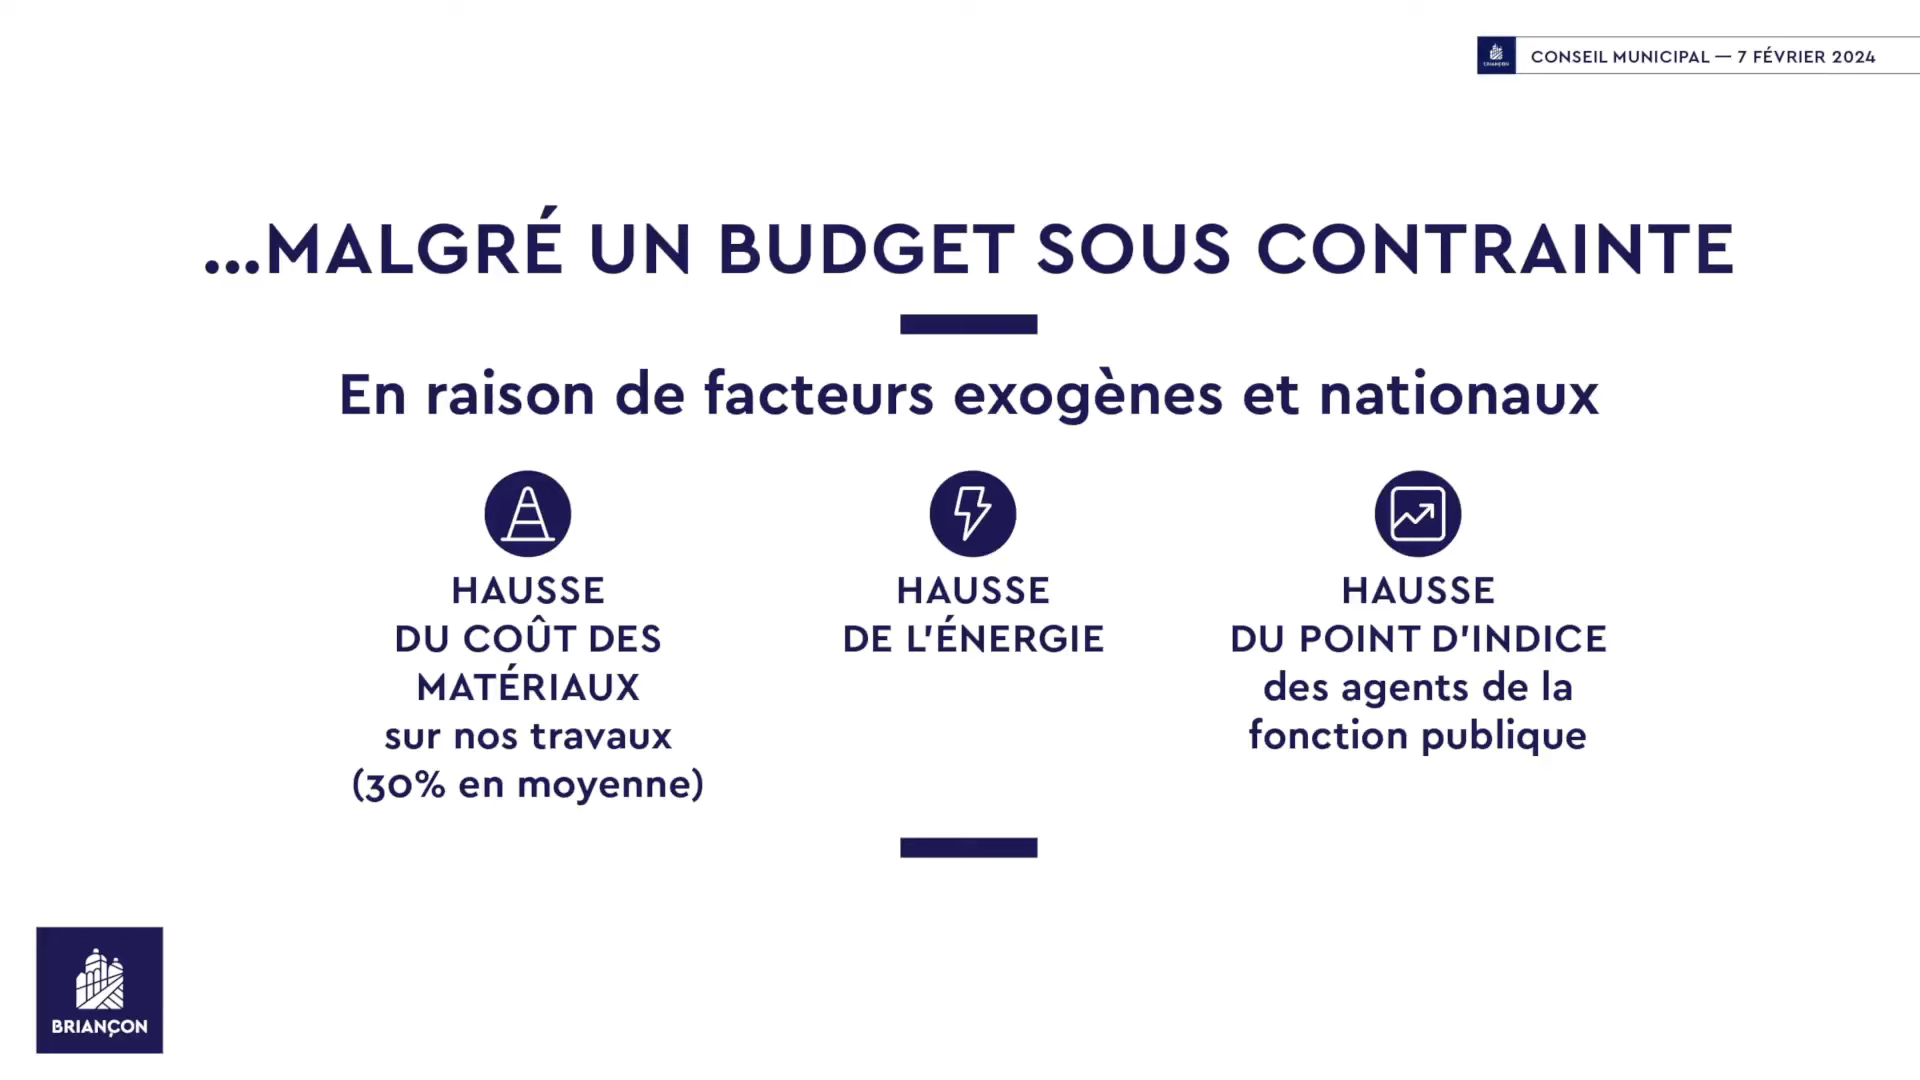 CONSEIL MUNICIPAL — 7 FÉVRIER 2024
...MALGRÉ UN BUDGET SOUS CONTRAINTE
En raison de facteurs exogènes et nationaux
HAUSSE
DU COÛT DES
MATÉRIAUX
sur nos travaux
(30% en moyenne)
HAUSSE
DE L'ÉNERGIE
HAUSSE
DU POINT D'INDICE
des agents de la
fonction publique
BRIANÇON